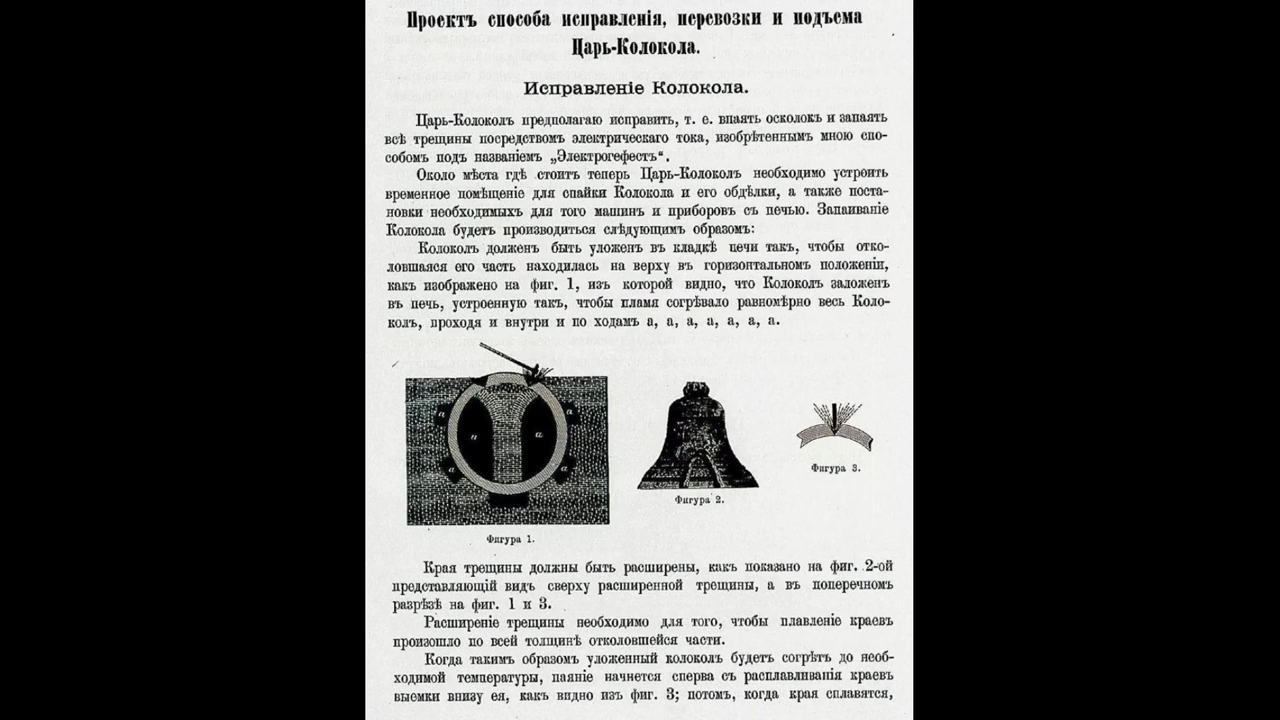 Проектъ способа исправленія, перевозки и подъема
Царь-Колокола.
Исправленіе Колокола.
Царь-Колоколъ предполагаю исправить, т. е. впаять осколокъ и запаять
всѣ трещины посредствомъ электрическаго тока, изобрѣтеннымъ мною спо-
собомъ подъ названіемъ „Электрогефестъ“.
Около мѣста гдѣ стоитъ теперь Царь-Колоколъ необходимо устроить
временное помѣщеніе для спайки Колокола и его обдѣлки, а также поста-
новки необходимыхъ для того машинъ и приборовъ съ печью. Запаиваніе
Колокола будетъ производиться слѣдующимъ образомъ:
Колоколъ долженъ быть уложенъ въ кладкѣ печи такъ, чтобы отко-
ловшаяся его часть находилась на верху въ горизонтальномъ положеніи,
какъ изображено на фиг. 1, изъ которой видно, что Колоколъ заложенъ
въ печь, устроенную такъ, чтобы пламя согрѣвало равномѣрно весь Коло-
колъ, проходя и внутри и по ходамъ а, а, а, а, а, а, а.
а а
а а
а а
Фигура 1.
Фигура 2.
Фигура 3.
Края трещины должны быть расширены, какъ показано на фиг. 2-ой
представляющій видъ сверху расширенной трещины, а въ поперечномъ
разрѣзѣ на фиг. 1 и 3.
Расширеніе трещины необходимо для того, чтобы плавленіе краевъ
произошло по всей толщинѣ отколовшейся части.
Когда такимъ образомъ уложенный колоколъ будетъ согрѣтъ до необ-
ходимой температуры, паяніе начнется сперва съ расплавливанія краевъ
выемки внизу ея, какъ видно изъ фиг. 3; потомъ, когда края сплавятся,